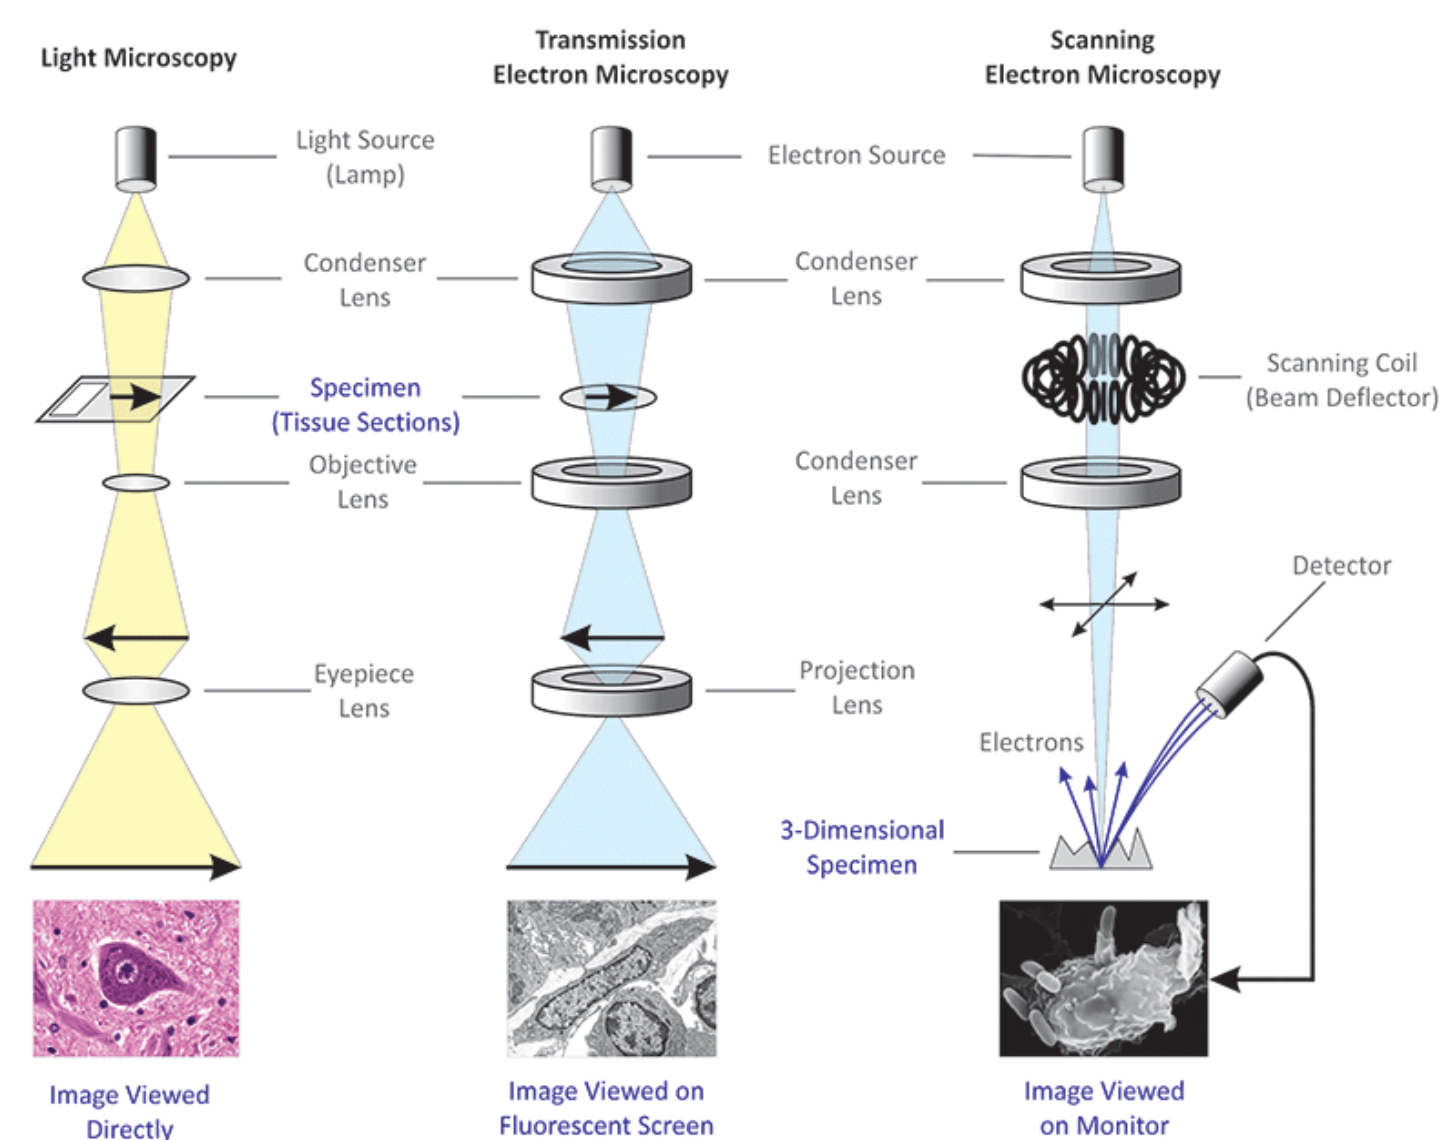 Light Microscopy
Transmission
Electron Microscopy
Scanning
Electron Microscopy
Light Source
(Lamp)
Electron Source
Condenser
Lens
Condenser
Lens
Specimen
(Tissue Sections)
Scanning Coil
(Beam Deflector)
Objective
Lens
Condenser
Lens
Detector
Eyepiece
Lens
Projection
Lens
Electrons
3-Dimensional
Specimen
Image Viewed
Directly
Image Viewed on
Fluorescent Screen
Image Viewed
on Monitor